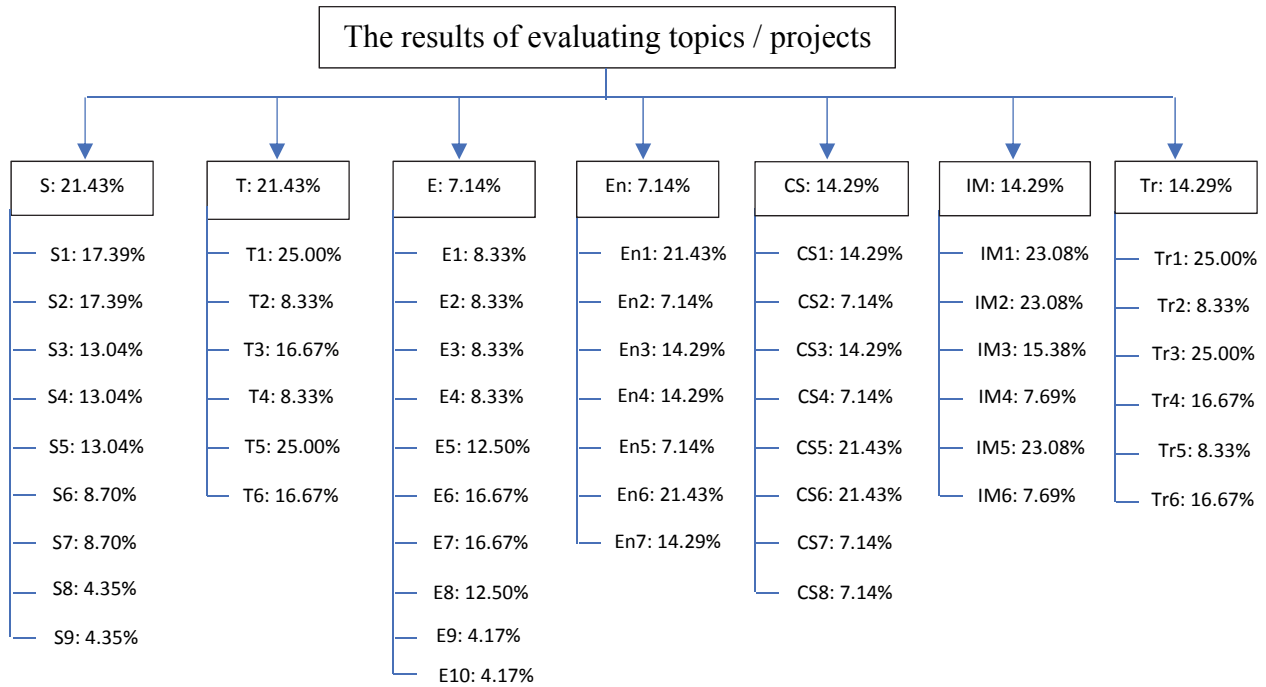 The results of evaluating topics / projects
S: 21.43%
T: 21.43%
E: 7.14%
En: 7.14%
CS: 14.29%
IM: 14.29%
Tr: 14.29%
S1: 17.39%
S2: 17.39%
S3: 13.04%
S4: 13.04%
S5: 13.04%
S6: 8.70%
S7: 8.70%
S8: 4.35%
S9: 4.35%
T1: 25.00%
T2: 8.33%
T3: 16.67%
T4: 8.33%
T5: 25.00%
T6: 16.67%
E1: 8.33%
E2: 8.33%
E3: 8.33%
E4: 8.33%
E5: 12.50%
E6: 16.67%
E7: 16.67%
E8: 12.50%
E9: 4.17%
E10: 4.17%
En1: 21.43%
En2: 7.14%
En3: 14.29%
En4: 14.29%
En5: 7.14%
En6: 21.43%
En7: 14.29%
CS1: 14.29%
CS2: 7.14%
CS3: 14.29%
CS4: 7.14%
CS5: 21.43%
CS6: 21.43%
CS7: 7.14%
CS8: 7.14%
IM1: 23.08%
IM2: 23.08%
IM3: 15.38%
IM4: 7.69%
IM5: 23.08%
IM6: 7.69%
Tr1: 25.00%
Tr2: 8.33%
Tr3: 25.00%
Tr4: 16.67%
Tr5: 8.33%
Tr6: 16.67%